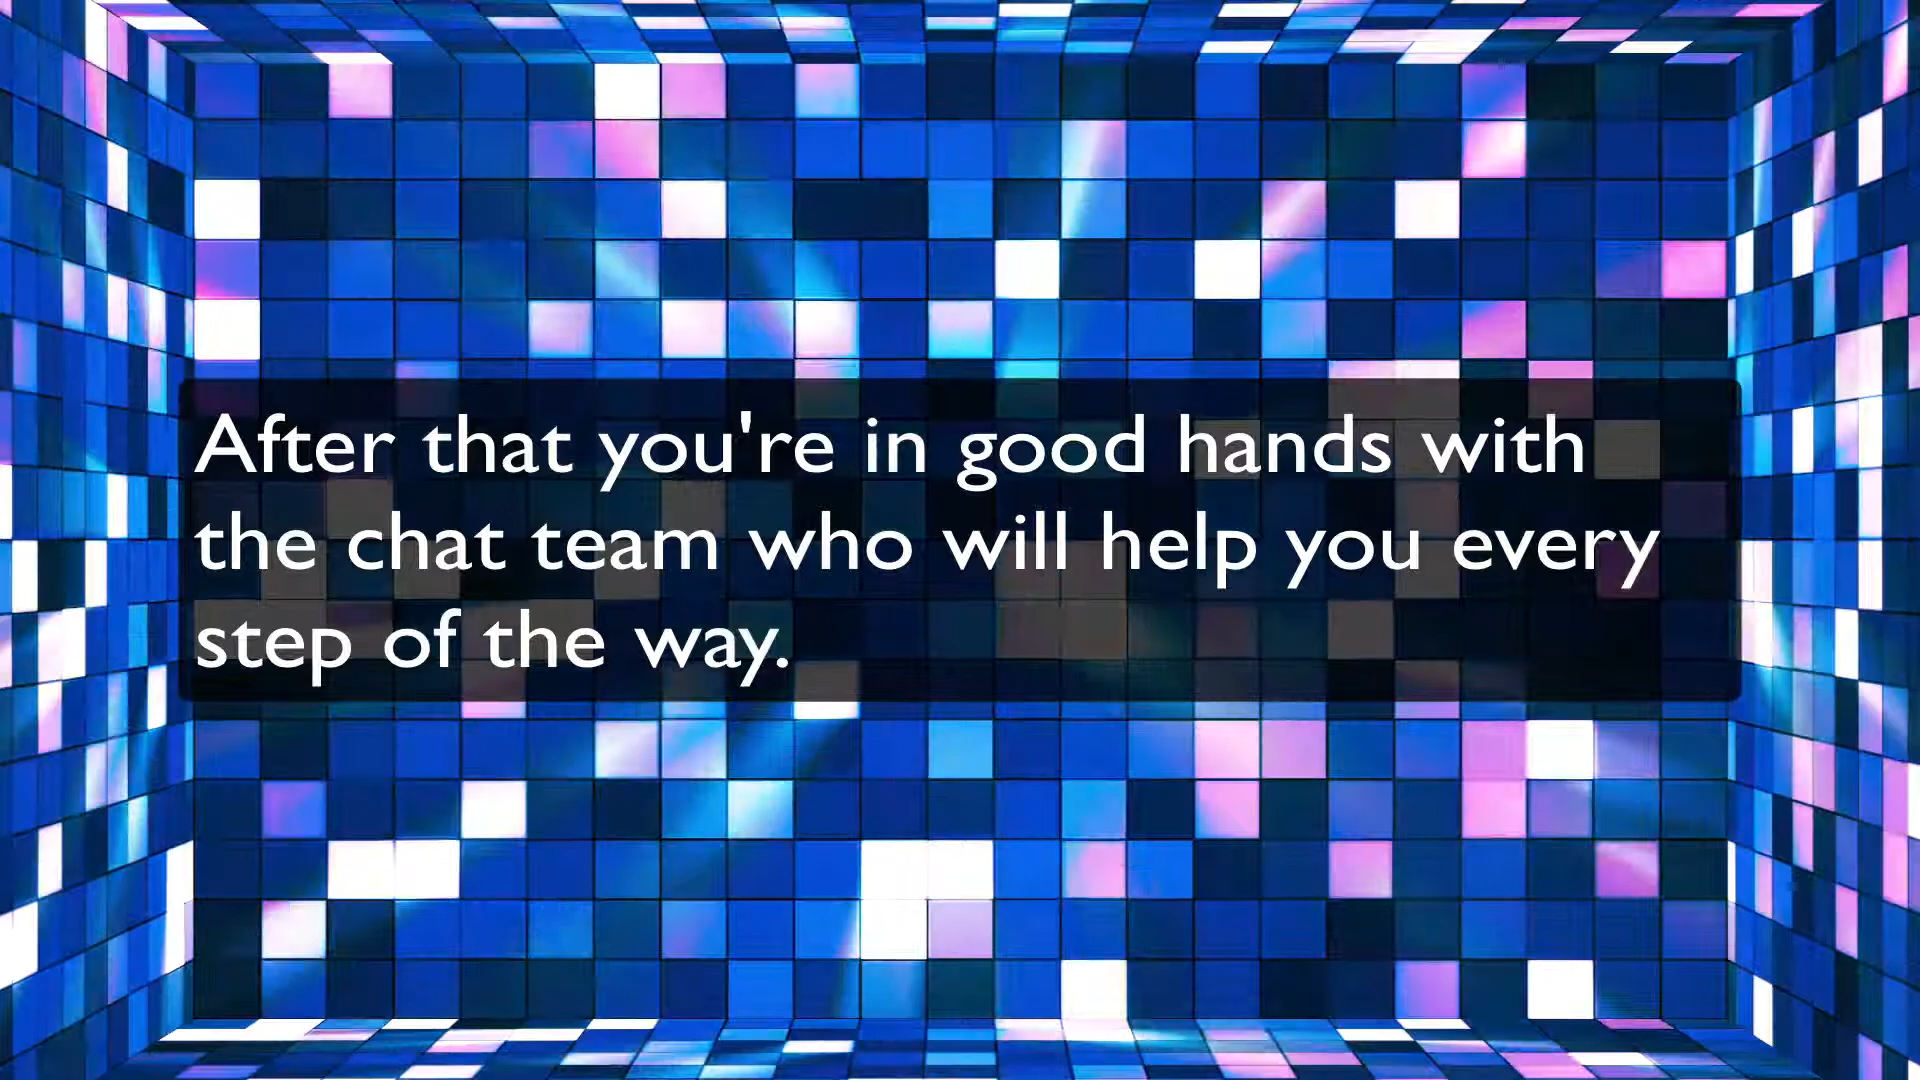 After that you're in good hands with
the chat team who will help you every
step of the way.